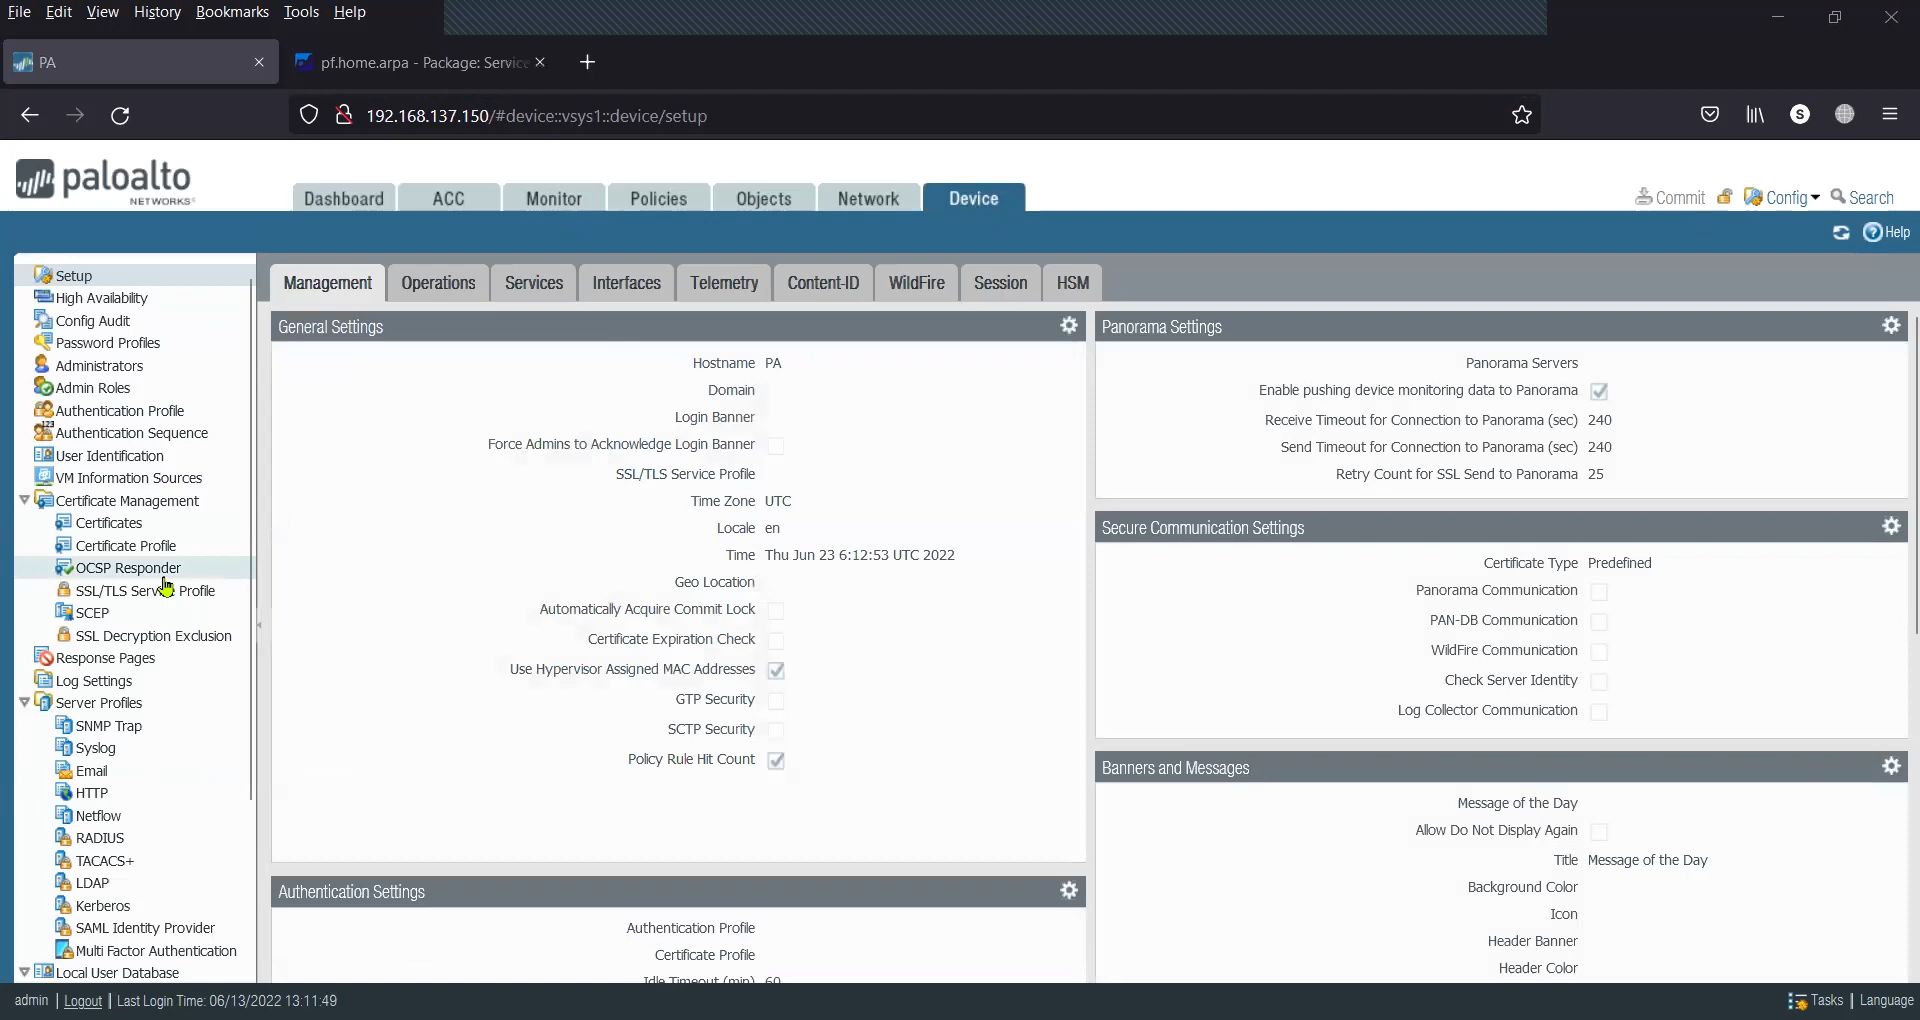 File Edit View History Bookmarks Tools Help
PA
pf.home.arpa - Package: Service
192.168.137.150/#device::vsys1::device/setup
S
paloalto
NETWORKS
Dashboard ACC Monitor Policies Objects Network Device
Commit Config Search
Help
Setup
High Availability
Config Audit
Password Profiles
Administrators
Admin Roles
Authentication Profile
Authentication Sequence
User Identification
VM Information Sources
Certificate Management
Certificates
Certificate Profile
OCSP Responder
SSL/TLS Service Profile
SCEP
SSL Decryption Exclusion
Response Pages
Log Settings
Server Profiles
SNMP Trap
Syslog
Email
HTTP
Netflow
RADIUS
TACACS+
LDAP
Kerberos
SAML Identity Provider
Multi Factor Authentication
Local User Database
Management Operations Services Interfaces Telemetry Content-ID WildFire Session HSM
General Settings
Hostname PA
Domain
Login Banner
Force Admins to Acknowledge Login Banner
SSL/TLS Service Profile
Time Zone UTC
Locale en
Time Thu Jun 23 6:12:53 UTC 2022
Geo Location
Automatically Acquire Commit Lock
Certificate Expiration Check
Use Hypervisor Assigned MAC Addresses
GTP Security
SCTP Security
Policy Rule Hit Count
Authentication Settings
Authentication Profile
Certificate Profile
Idle Timeout (min) 60
Panorama Settings
Panorama Servers
Enable pushing device monitoring data to Panorama
Receive Timeout for Connection to Panorama (sec) 240
Send Timeout for Connection to Panorama (sec) 240
Retry Count for SSL Send to Panorama 25
Secure Communication Settings
Certificate Type Predefined
Panorama Communication
PAN-DB Communication
WildFire Communication
Check Server Identity
Log Collector Communication
Banners and Messages
Message of the Day
Allow Do Not Display Again
Title Message of the Day
Background Color
Icon
Header Banner
Header Color
admin | Logout | Last Login Time: 06/13/2022 13:11:49
Tasks | Language